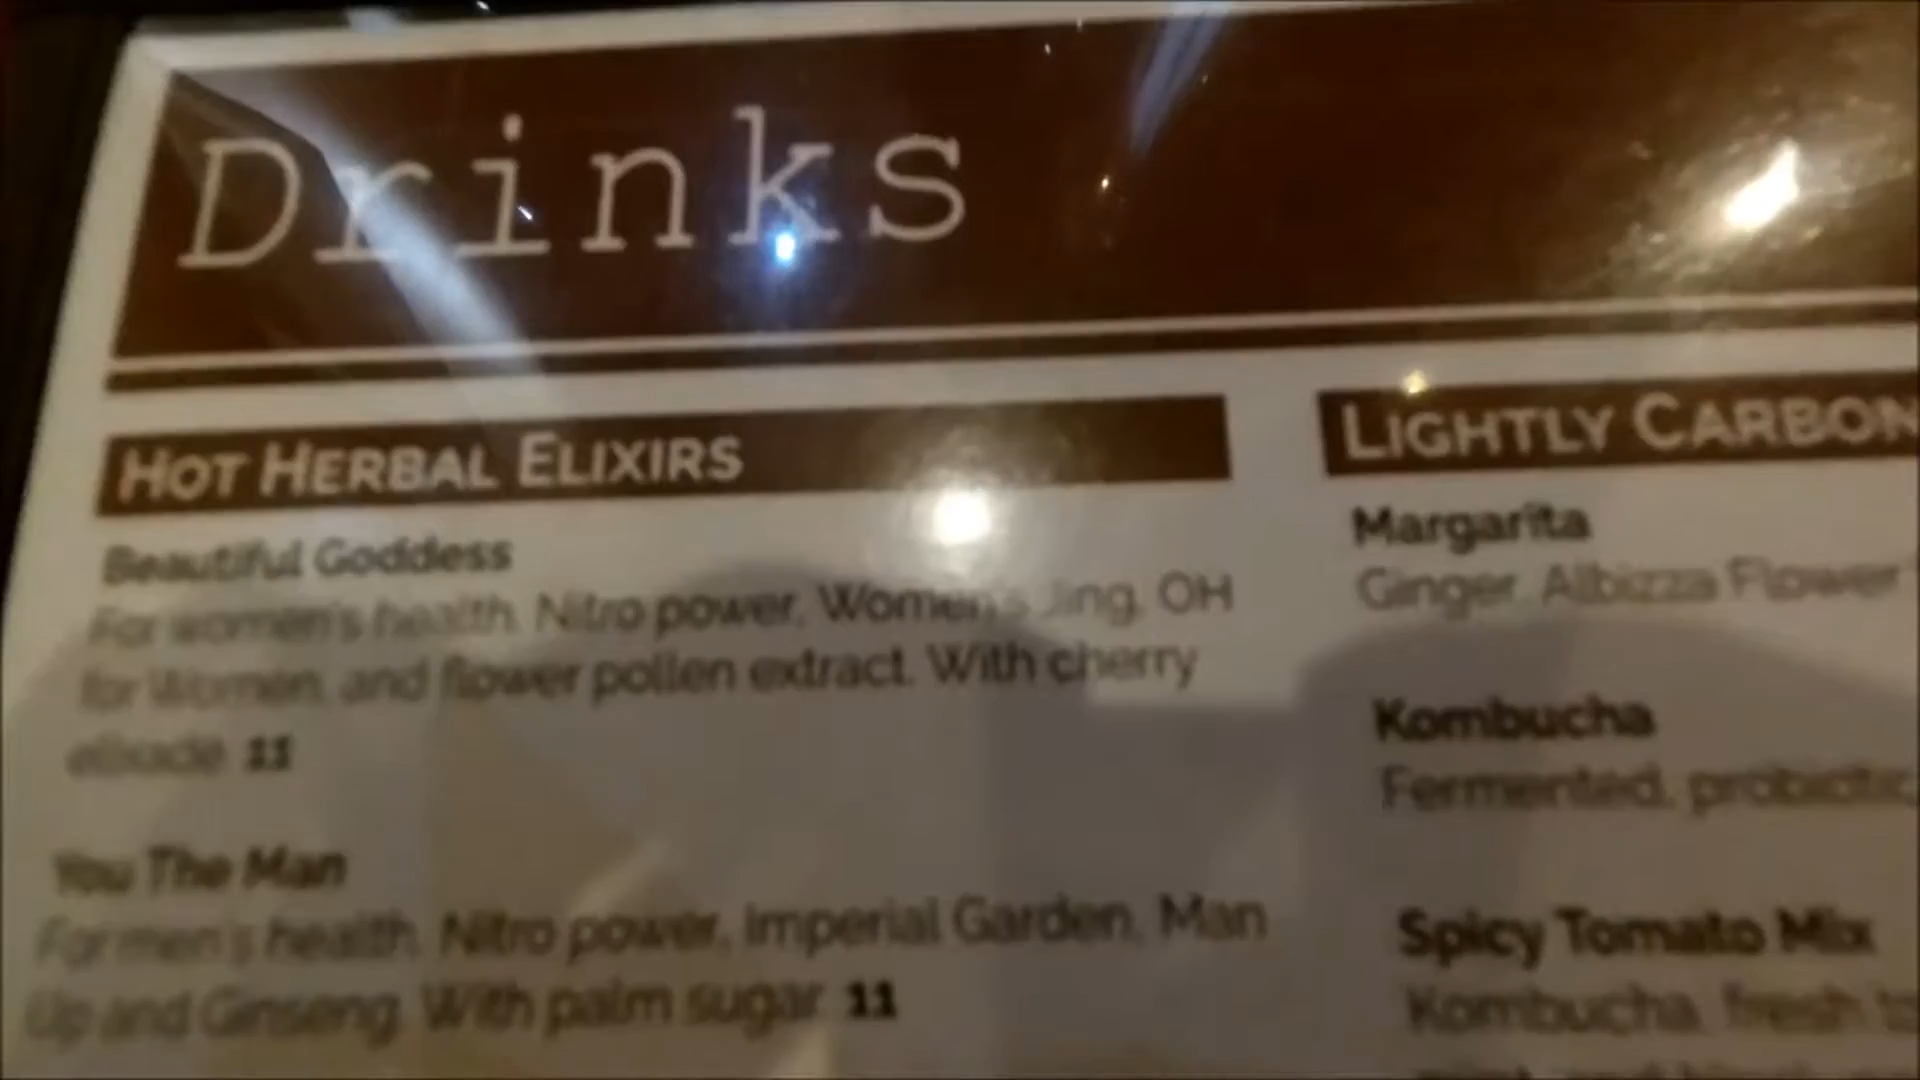 Drinks
HOT HERBAL ELIXIRS
Beautiful Goddess
For women's health. Nitro power, Women's Jing, OH
for Women, and flower pollen extract. With cherry
elixade 11
You The Man
For men's health. Nitro power, Imperial Garden, Man
Up and Ginseng. With palm sugar 11
LIGHTLY CARBON
Margarita
Ginger, Albizza Flower
Kombucha
Fermented, probiotic,
Spicy Tomato Mix
Kombucha, fresh